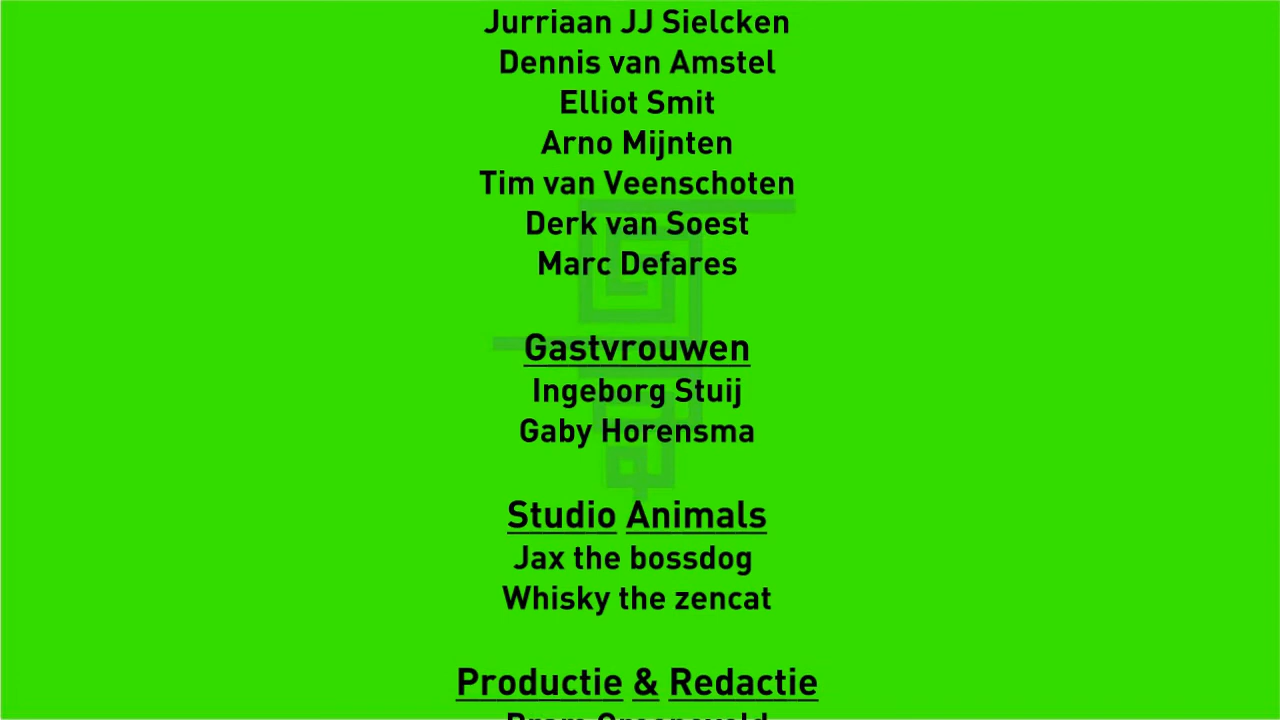 Jurriaan JJ Sielcken
Dennis van Amstel
Elliot Smit
Arno Mijnten
Tim van Veenschoten
Derk van Soest
Marc Defares
Gastvrouwen
Ingeborg Stuij
Gaby Horensma
Studio Animals
Jax the bossdog
Whisky the zencat
Productie & Redactie